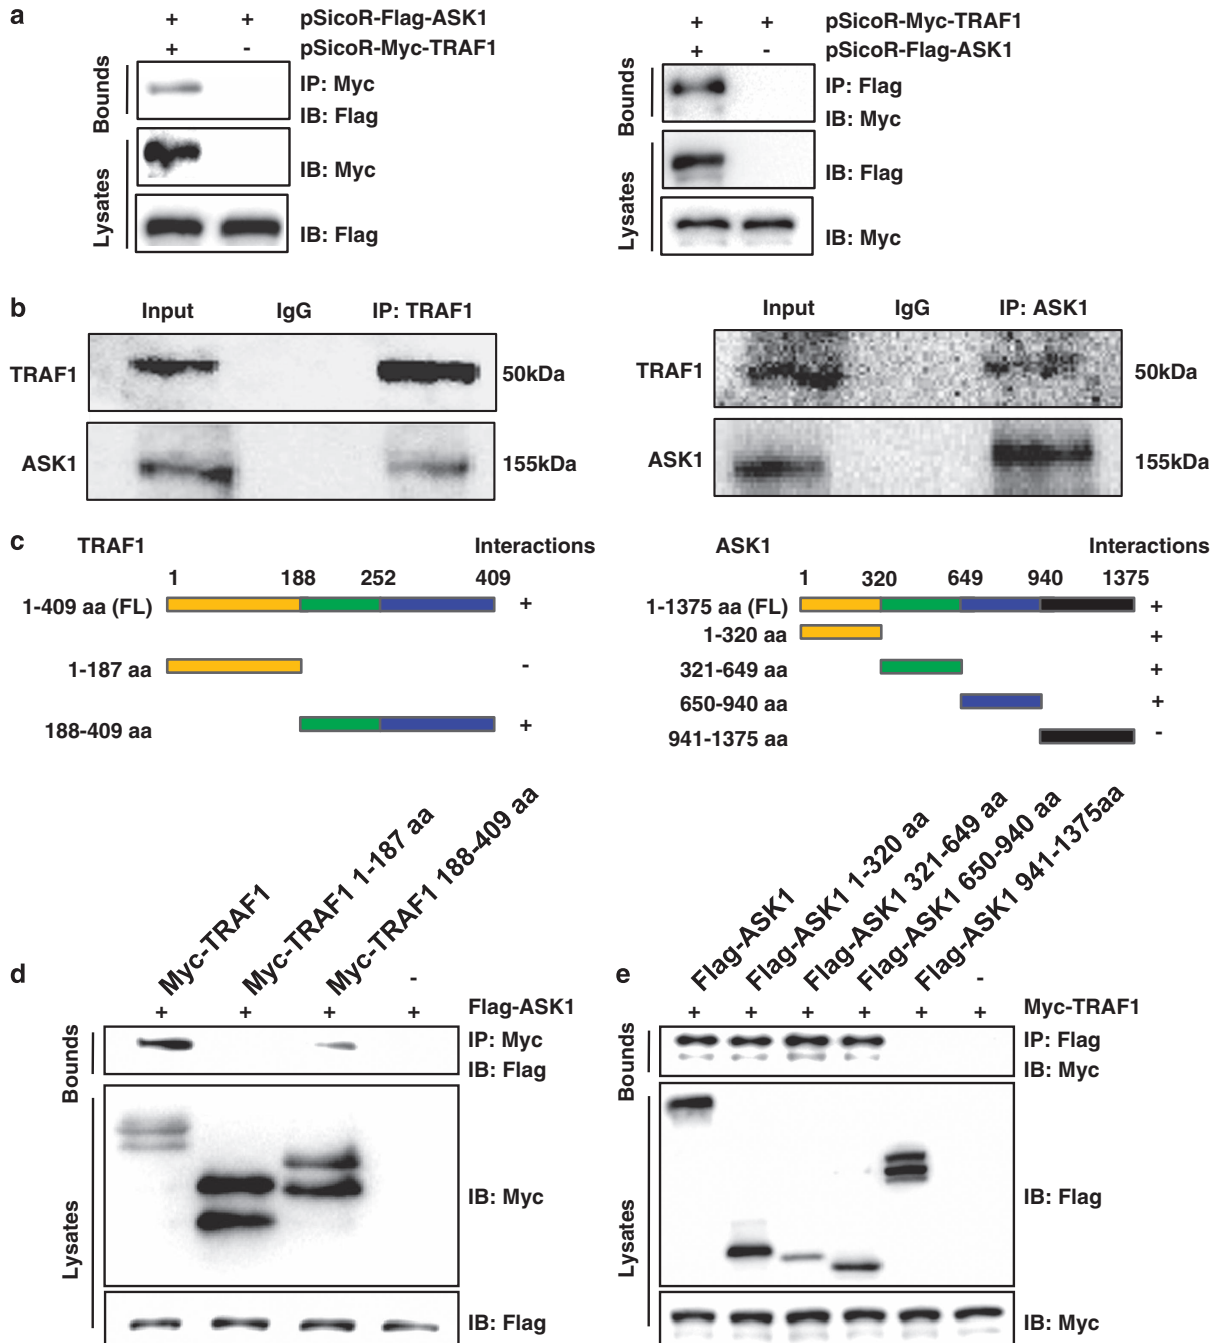 a
+ + pSicoR-Flag-ASK1
+ - pSicoR-Myc-TRAF1
Bounds
IP: Myc
IB: Flag
Lysates
IB: Myc
IB: Flag
+ + pSicoR-Myc-TRAF1
+ - pSicoR-Flag-ASK1
Bounds
IP: Flag
IB: Myc
Lysates
IB: Flag
IB: Myc
b
Input IgG IP: TRAF1
TRAF1 50kDa
ASK1 155kDa
Input IgG IP: ASK1
TRAF1 50kDa
ASK1 155kDa
c
TRAF1 Interactions
1 188 252 409
1-409 aa (FL) +
1-187 aa -
188-409 aa +
ASK1 Interactions
1 320 649 940 1375
1-1375 aa (FL) +
1-320 aa +
321-649 aa +
650-940 aa +
941-1375 aa -
d
Myc-TRAF1
Myc-TRAF1 1-187 aa
Myc-TRAF1 188-409 aa
-
+ + + + Flag-ASK1
Bounds
IP: Myc
IB: Flag
Lysates
IB: Myc
IB: Flag
e
Flag-ASK1
Flag-ASK1 1-320 aa
Flag-ASK1 321-649 aa
Flag-ASK1 650-940 aa
Flag-ASK1 941-1375aa
-
+ + + + + + Myc-TRAF1
Bounds
IP: Flag
IB: Myc
Lysates
IB: Flag
IB: Myc